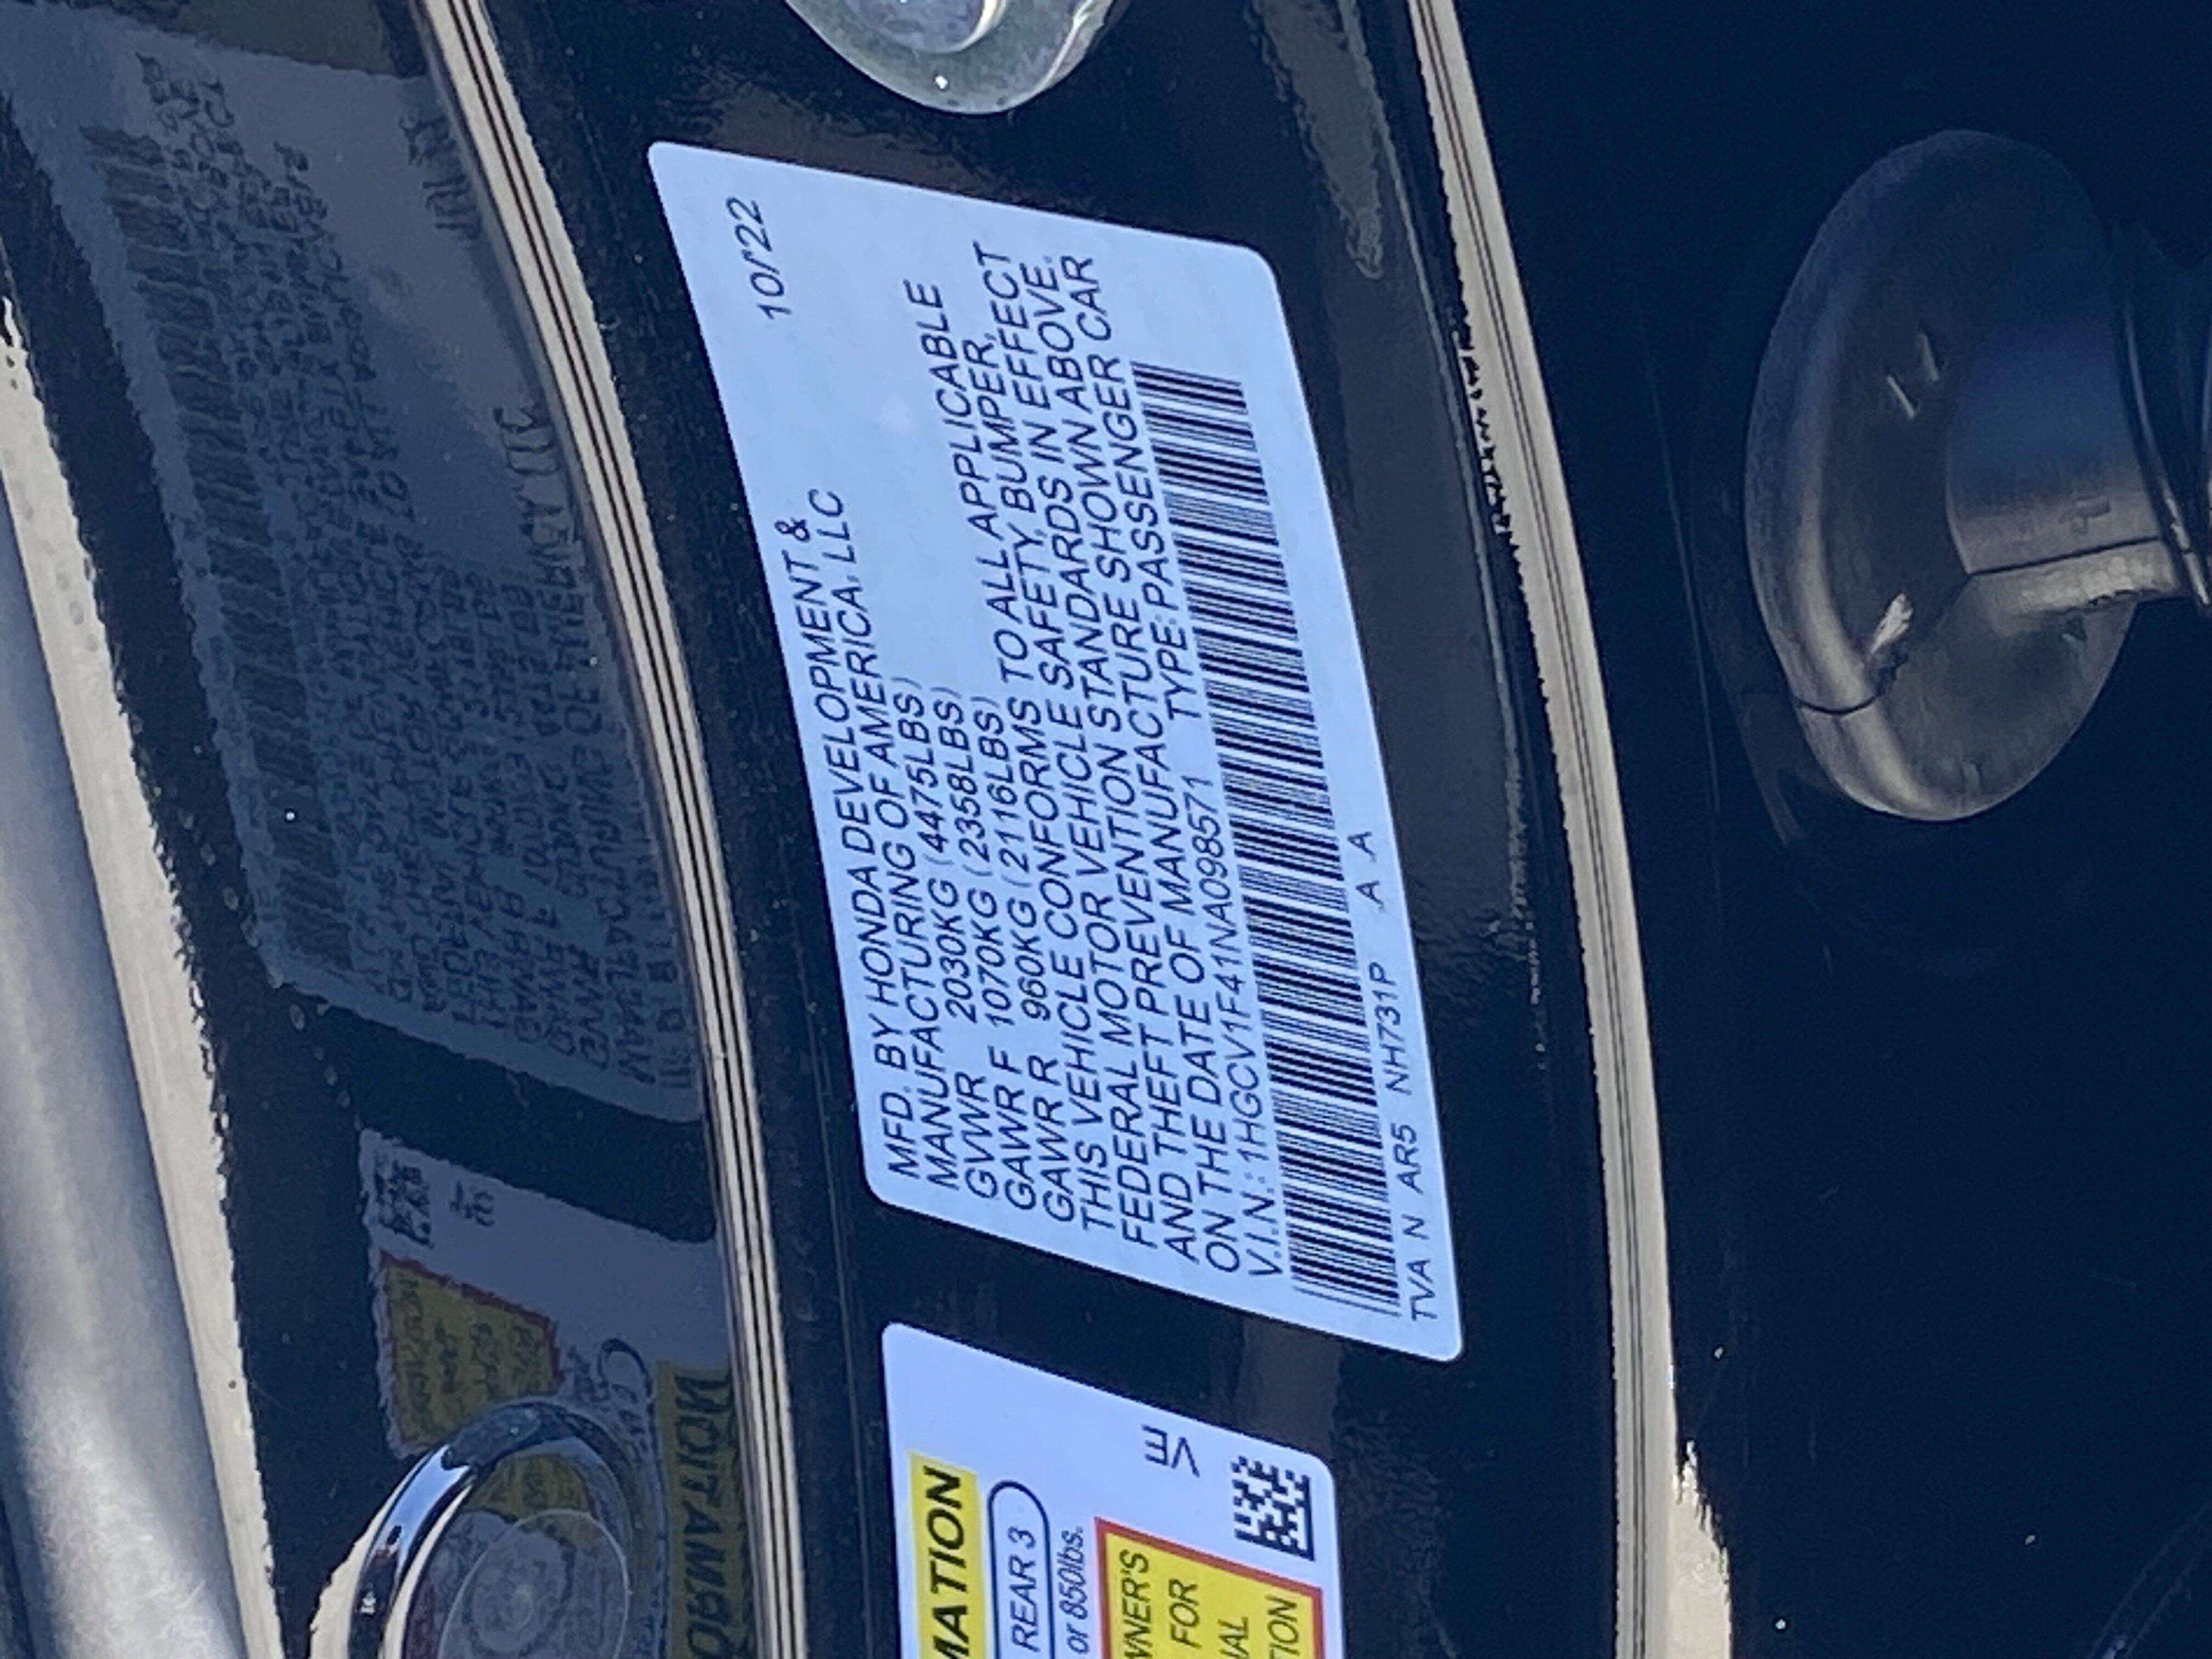 10/'22
MFD. BY HONDA DEVELOPMENT &
MANUFACTURING OF AMERICA, LLC
GVWR 2030KG (4475LBS)
GAWR F 1070KG (2358LBS)
GAWR R 960KG (2116LBS)
THIS VEHICLE CONFORMS TO ALL APPLICABLE
FEDERAL MOTOR VEHICLE SAFETY, BUMPER,
AND THEFT PREVENTION STANDARDS IN EFFECT
ON THE DATE OF MANUFACTURE SHOWN ABOVE.
V.I.N.: 1HGCV1F41NA098571 TYPE: PASSENGER CAR
TVA N AR5 NH731P A A
MATION
REAR 3
or 850lbs.
VE
WNER'S
FOR
NAL
TION